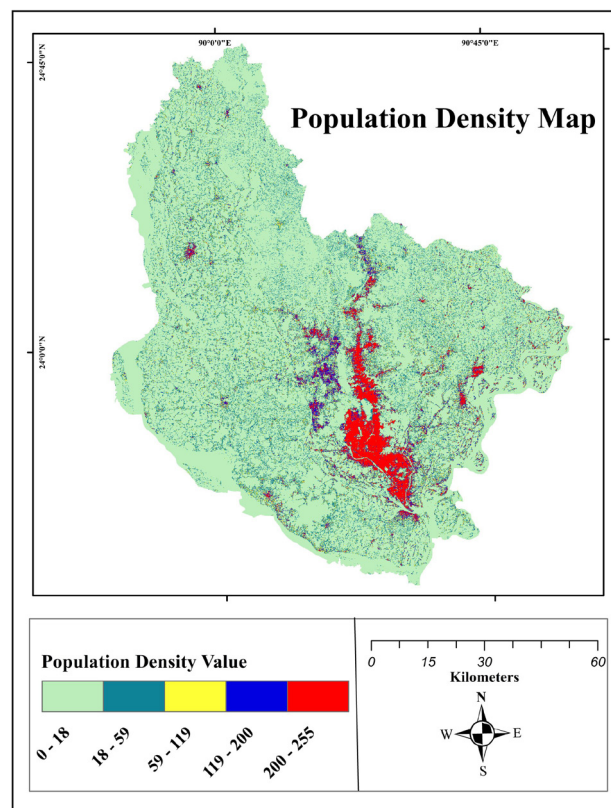 90°0'0"E 90°45'0"E
24°45'0"N
Population Density Map
24°0'0"N
Population Density Value
0 - 18 18 - 59 59 - 119 119 - 200 200 - 255
0 15 30 60
Kilometers
N
W E
S